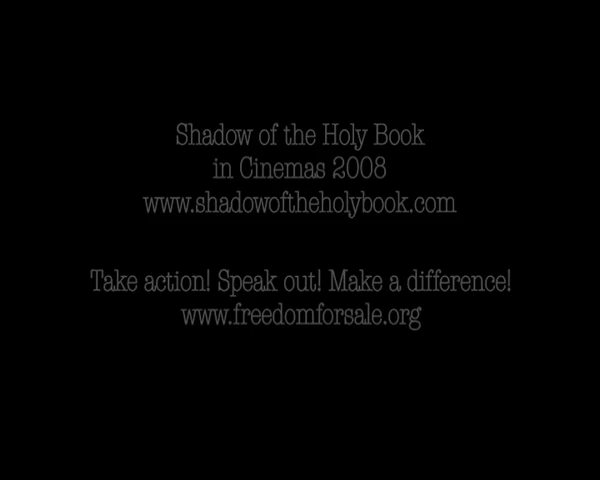 Shadow of the Holy Book
in Cinemas 2008
www.shadowoftheholybook.com
Take action! Speak out! Make a difference!
www.freedomforsale.org